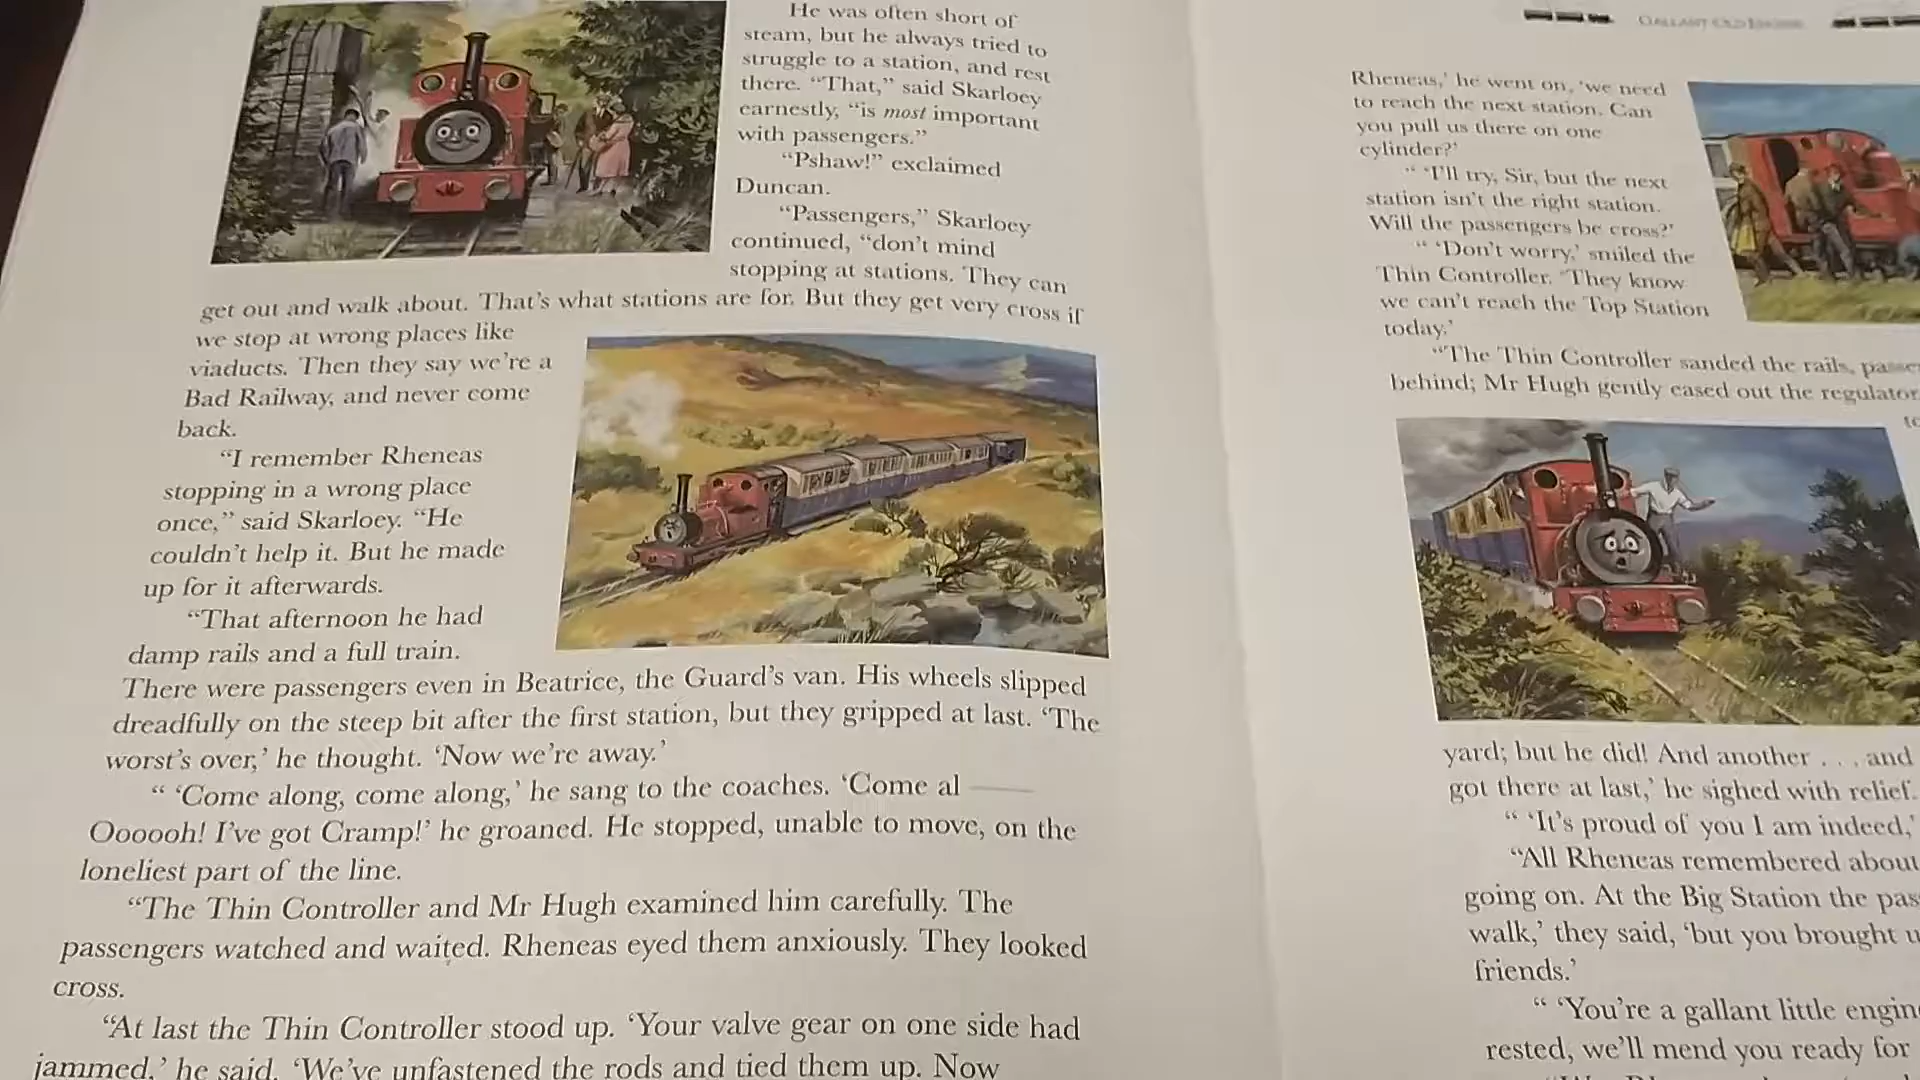 He was often short of
steam, but he always tried to
struggle to a station, and rest
there. “That,” said Skarloey
earnestly, “is most important
with passengers.”
“Pshaw!” exclaimed
Duncan.
“Passengers,” Skarloey
continued, “don’t mind
stopping at stations. They can
get out and walk about. That’s what stations are for. But they get very cross if
we stop at wrong places like
viaducts. Then they say we’re a
Bad Railway, and never come
back.
“I remember Rheneas
stopping in a wrong place
once,” said Skarloey. “He
couldn’t help it. But he made
up for it afterwards.
“That afternoon he had
damp rails and a full train.
There were passengers even in Beatrice, the Guard’s van. His wheels slipped
dreadfully on the steep bit after the first station, but they gripped at last. ‘The
worst’s over,’ he thought. ‘Now we’re away.’
“ ‘Come along, come along,’ he sang to the coaches. ‘Come al ——
Oooooh! I’ve got Cramp!’ he groaned. He stopped, unable to move, on the
loneliest part of the line.
“The Thin Controller and Mr Hugh examined him carefully. The
passengers watched and waited. Rheneas eyed them anxiously. They looked
cross.
“At last the Thin Controller stood up. ‘Your valve gear on one side had
jammed,’ he said. ‘We’ve unfastened the rods and tied them up. Now
GALLANT OLD ENGINE
Rheneas,’ he went on, ‘we need
to reach the next station. Can
you pull us there on one
cylinder?’
“ ‘I’ll try, Sir, but the next
station isn’t the right station.
Will the passengers be cross?’
“ ‘Don’t worry,’ smiled the
Thin Controller. ‘They know
we can’t reach the Top Station
today.’
“The Thin Controller sanded the rails,
behind; Mr Hugh gently eased out the regulator
yard; but he did! And another . . . and
got there at last,’ he sighed with relief.
“ ‘It’s proud of you I am indeed,’
“All Rheneas remembered about
going on. At the Big Station the
walk,’ they said, ‘but you brought
friends.’
“ ‘You’re a gallant little
rested, we’ll mend you ready for